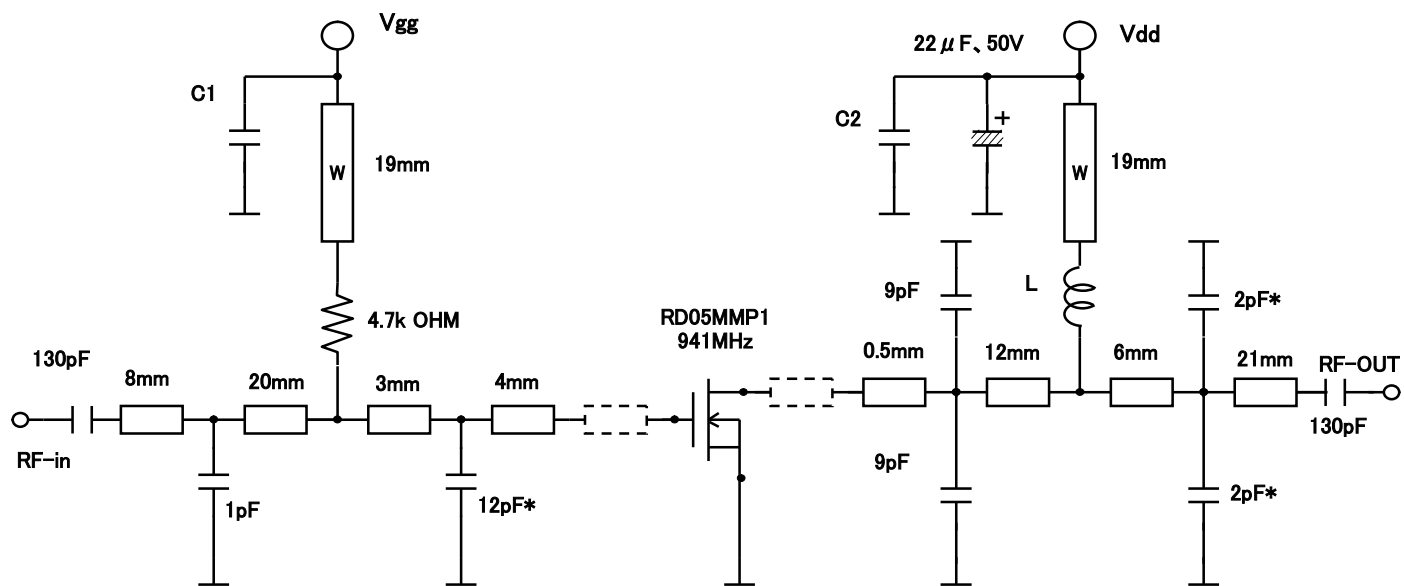 Vgg
C1
W
19mm
4.7k OHM
130pF
8mm
20mm
3mm
4mm
RF-in
1pF
12pF*
RD05MMP1
941MHz
22μF、50V
Vdd
C2
+
W
19mm
L
9pF
2pF*
0.5mm
12mm
6mm
21mm
RF-OUT
130pF
9pF
2pF*